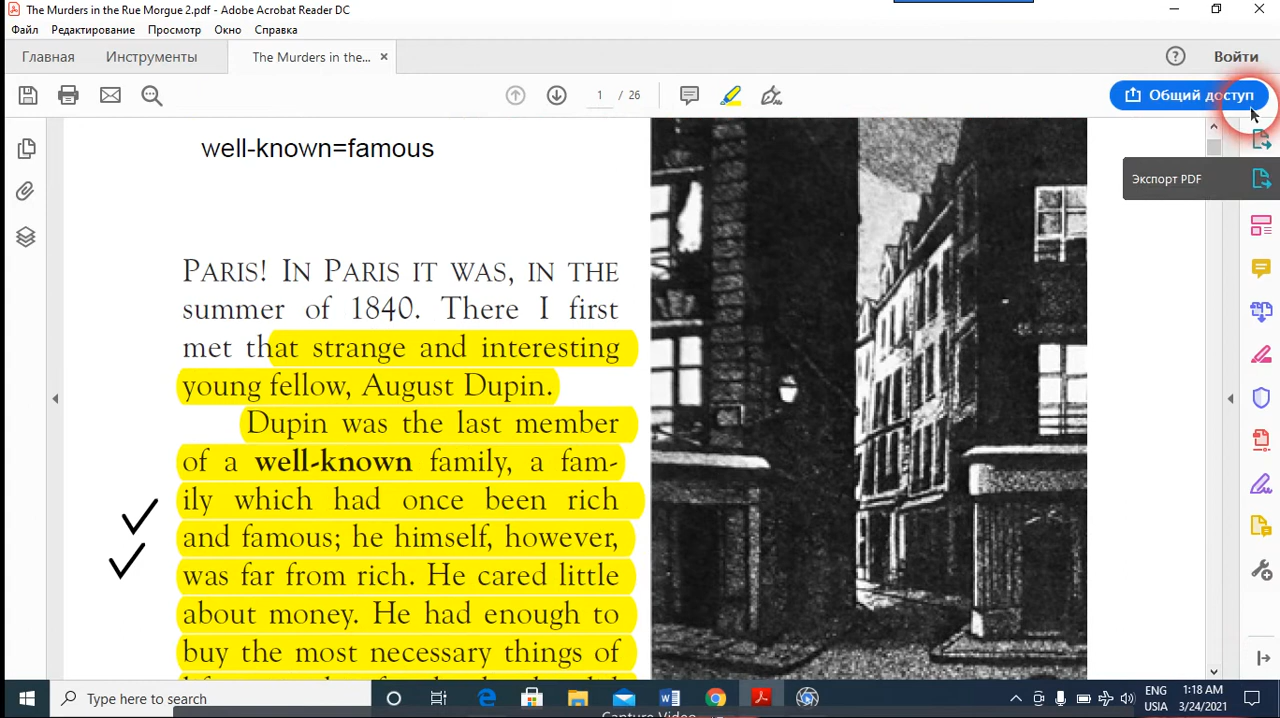 The Murders in the Rue Morgue 2.pdf - Adobe Acrobat Reader DC
Файл Редактирование Просмотр Окно Справка
Главная Инструменты The Murders in the... × Войти
1 / 26 Общий доступ
Экспорт PDF
well-known=famous
PARIS! IN PARIS IT WAS, IN THE
summer of 1840. There I first
met that strange and interesting
young fellow, August Dupin.
Dupin was the last member
of a well-known family, a fam-
ily which had once been rich
and famous; he himself, however,
was far from rich. He cared little
about money. He had enough to
buy the most necessary things of
Type here to search
ENG 1:18 AM
USIA 3/24/2021
Capture Video